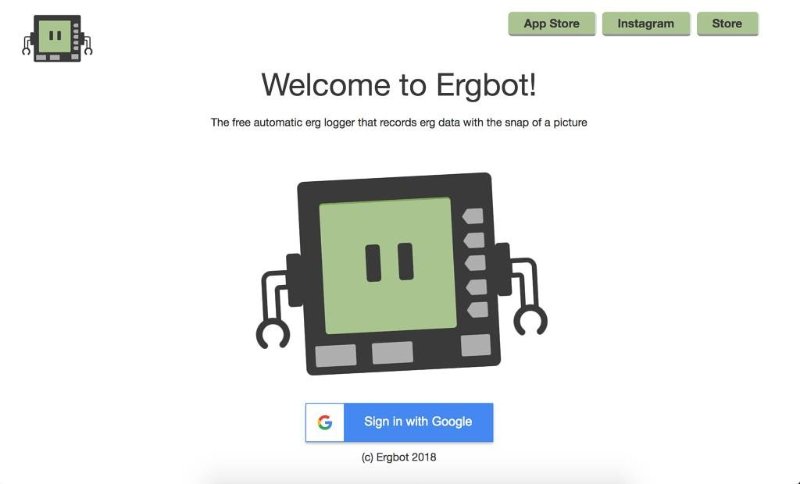 App Store
Instagram
Store
Welcome to Ergbot!
The free automatic erg logger that records erg data with the snap of a picture
G
Sign in with Google
(c) Ergbot 2018